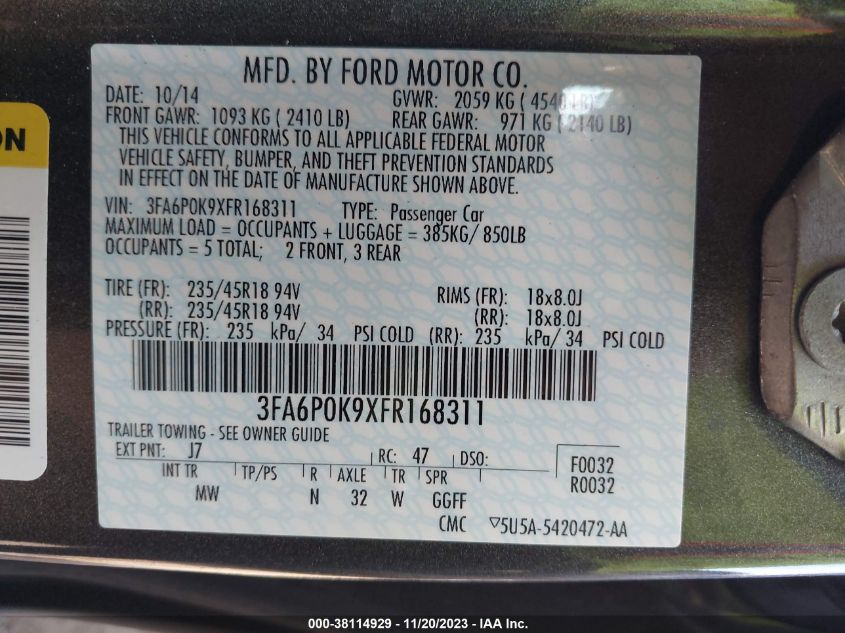 MFD. BY FORD MOTOR CO.
DATE: 10/14 GVWR: 2059 KG ( 4540 LB)
FRONT GAWR: 1093 KG ( 2410 LB) REAR GAWR: 971 KG ( 2140 LB)
THIS VEHICLE CONFORMS TO ALL APPLICABLE FEDERAL MOTOR
VEHICLE SAFETY, BUMPER, AND THEFT PREVENTION STANDARDS
IN EFFECT ON THE DATE OF MANUFACTURE SHOWN ABOVE.
VIN: 3FA6P0K9XFR168311 TYPE: Passenger Car
MAXIMUM LOAD = OCCUPANTS + LUGGAGE = 385KG/ 850LB
OCCUPANTS = 5 TOTAL; 2 FRONT, 3 REAR
TIRE (FR): 235/45R18 94V RIMS (FR): 18x8.0J
(RR): 235/45R18 94V (RR): 18x8.0J
PRESSURE (FR): 235 kPa/ 34 PSI COLD (RR): 235 kPa/ 34 PSI COLD
3FA6P0K9XFR168311
TRAILER TOWING - SEE OWNER GUIDE
EXT PNT: J7 RC: 47 DSO: F0032
INT TR TP/PS R AXLE TR SPR R0032
MW N 32 W GGFF
CMC ▽5U5A-5420472-AA
ON
000-38114929 - 11/20/2023 - IAA Inc.